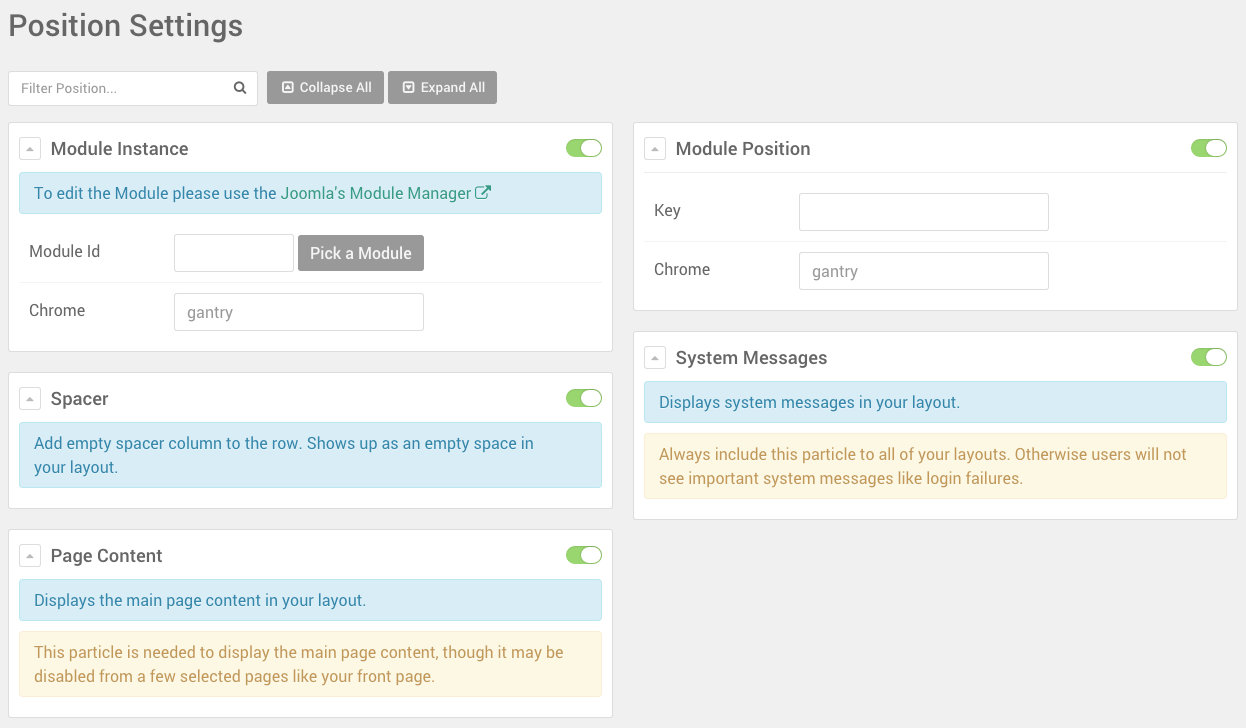 Position Settings
Filter Position...
Collapse All
Expand All
Module Instance
To edit the Module please use the Joomla's Module Manager
Module Id
Pick a Module
Chrome
gantry
Spacer
Add empty spacer column to the row. Shows up as an empty space in
your layout.
Page Content
Displays the main page content in your layout.
This particle is needed to display the main page content, though it may be
disabled from a few selected pages like your front page.
Module Position
Key
Chrome
gantry
System Messages
Displays system messages in your layout.
Always include this particle to all of your layouts. Otherwise users will not
see important system messages like login failures.